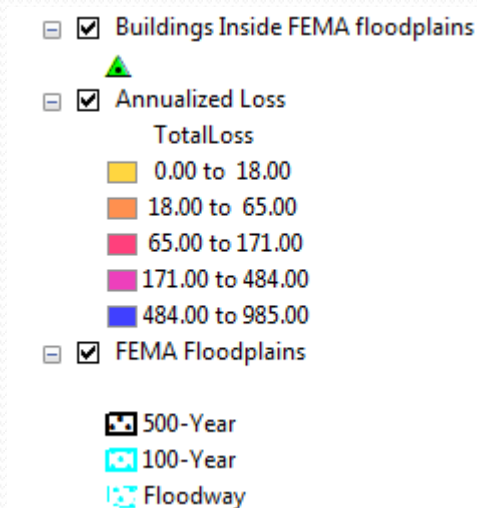 Buildings Inside FEMA floodplains
Annualized Loss
TotalLoss
0.00 to 18.00
18.00 to 65.00
65.00 to 171.00
171.00 to 484.00
484.00 to 985.00
FEMA Floodplains
500-Year
100-Year
Floodway